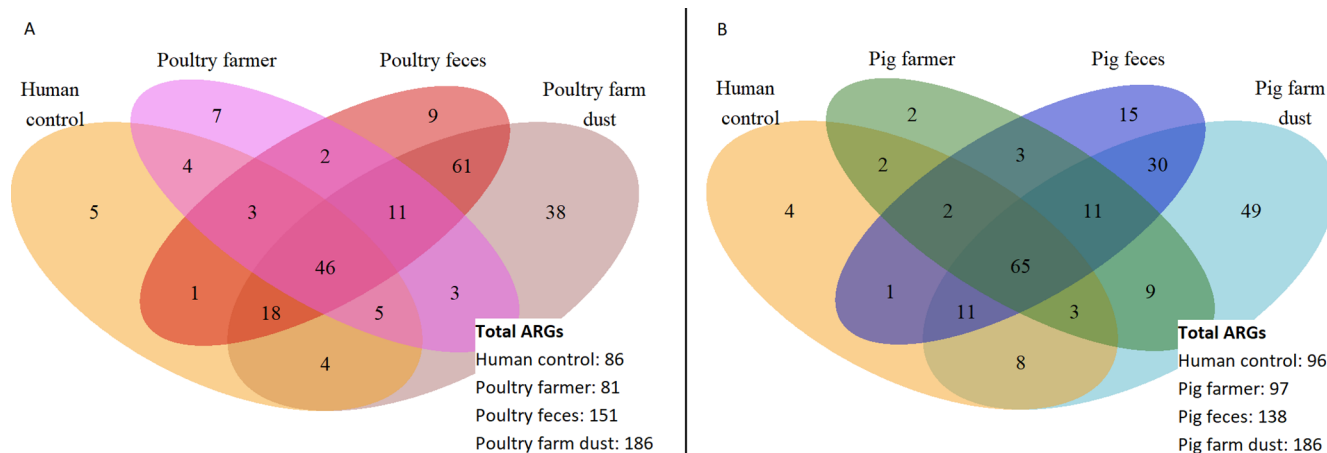 A
Poultry farmer
Poultry feces
Human
control
Poultry farm
dust
7
9
4
2
61
5
3
11
38
46
1
18
5
3
4
Total ARGs
Human control: 86
Poultry farmer: 81
Poultry feces: 151
Poultry farm dust: 186
B
Pig farmer
Pig feces
Human
control
Pig farm
dust
2
15
2
3
30
4
2
11
49
65
1
11
3
9
8
Total ARGs
Human control: 96
Pig farmer: 97
Pig feces: 138
Pig farm dust: 186